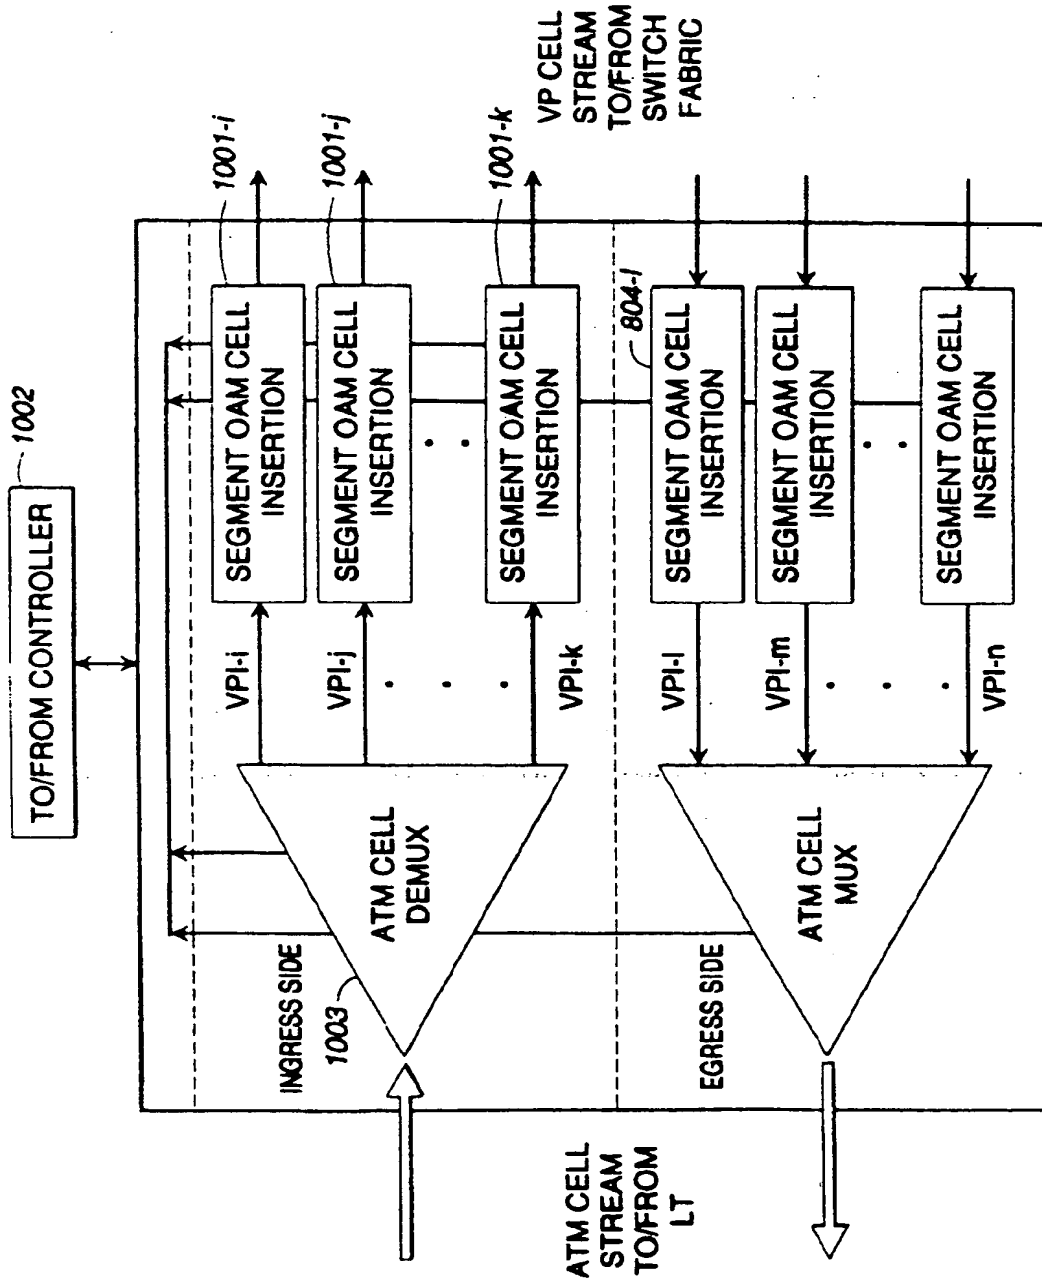 TO/FROM CONTROLLER
1002
ATM CELL
STREAM
TO/FROM
LT
INGRESS SIDE
1003
ATM CELL
DEMUX
VPI-i
VPI-j
VPI-k
SEGMENT OAM CELL
INSERTION
1001-i
SEGMENT OAM CELL
INSERTION
1001-j
SEGMENT OAM CELL
INSERTION
1001-k
VP CELL
STREAM
TO/FROM
SWITCH
FABRIC
EGRESS SIDE
ATM CELL
MUX
VPI-l
VPI-m
VPI-n
SEGMENT OAM CELL
INSERTION
804-l
SEGMENT OAM CELL
INSERTION
SEGMENT OAM CELL
INSERTION